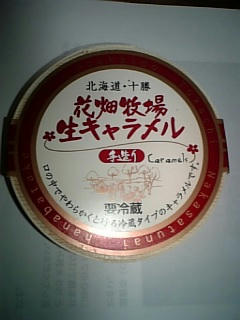 北海道・十勝
花畑牧場
生キャラメル
手造り
Caramels
要冷蔵
口の中でやわらかくとける冷蔵タイプのキャラメルです。
Nakasatsunai hanabatake